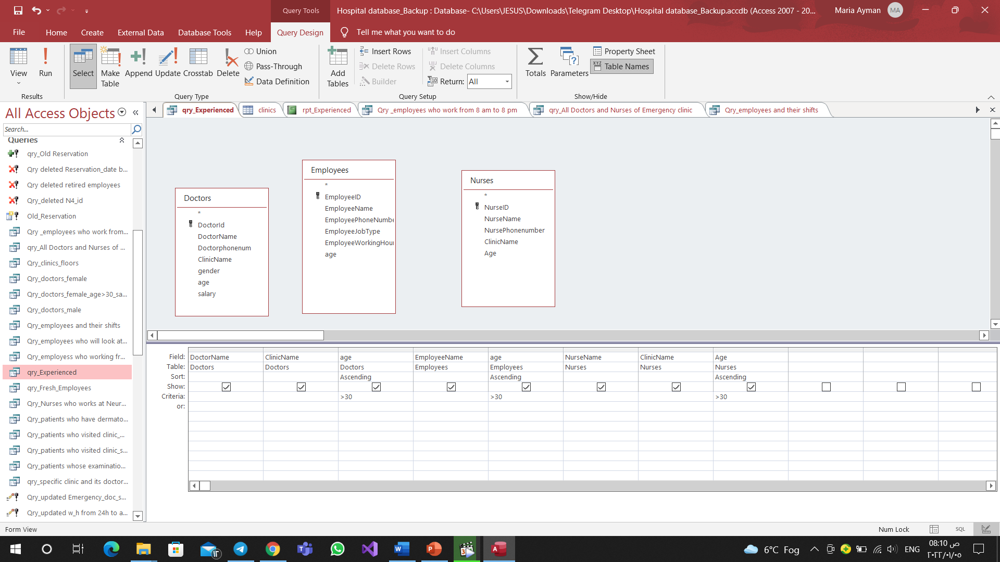 Query Tools
Hospital database_Backup : Database- C:\Users\JESUS\Downloads\Telegram Desktop\Hospital database_Backup.accdb (Access 2007 - 20...
Maria Ayman
MA
File
Home
Create
External Data
Database Tools
Help
Query Design
Tell me what you want to do
View
Run
Select
Make Table
Append
Update
Crosstab
Delete
Union
Pass-Through
Data Definition
Add Tables
Insert Rows
Delete Rows
Builder
Insert Columns
Delete Columns
Return: All
Totals
Parameters
Property Sheet
Table Names
Results
Query Type
Query Setup
Show/Hide
All Access Objects
Search...
Queries
qry_Old Reservation
Qry deleted Reservation_date b...
Qry deleted retired employees
Qry_deleted N4_id
Old_Reservation
Qry _employees who work from...
qry_All Doctors and Nurses of ...
Qry_clinics_floors
Qry_doctors_female
Qry_doctors_female_age>30_sa...
Qry_doctors_male
Qry_employees and their shifts
Qry_employees who will look at...
Qry_employess who working fr...
qry_Experienced
qry_Fresh_Employees
Qry_Nurses who works at Neur...
Qry_patients who have dermato...
Qry_patients who visited clinic_...
Qry_patients who visited clinic_s...
Qry_patients whose examinatio...
qry_specific clinic and its doctor...
Qry_updated Emergency_doc_s...
Qry_updated w_h from 24h to a...
qry_Experienced
clinics
rpt_Experienced
Qry _employees who work from 8 am to 8 pm
qry_All Doctors and Nurses of Emergency clinic
Qry_employees and their shifts
Doctors
*
DoctorId
DoctorName
Doctorphonenum
ClinicName
gender
age
salary
Employees
*
EmployeeID
EmployeeName
EmployeePhoneNumbe
EmployeeJobType
EmployeeWorkingHour
age
Nurses
*
NurseID
NurseName
NursePhonenumber
ClinicName
Age
Field: DoctorName ClinicName age EmployeeName age NurseName ClinicName Age
Table: Doctors Doctors Doctors Employees Employees Nurses Nurses Nurses
Sort: Ascending Ascending Ascending
Show:
Criteria: >30 >30 >30
or:
Form View
Num Lock
SQL
6°C Fog
ENG
08:10 ص
٢٠٢٢/٠١/٠٥